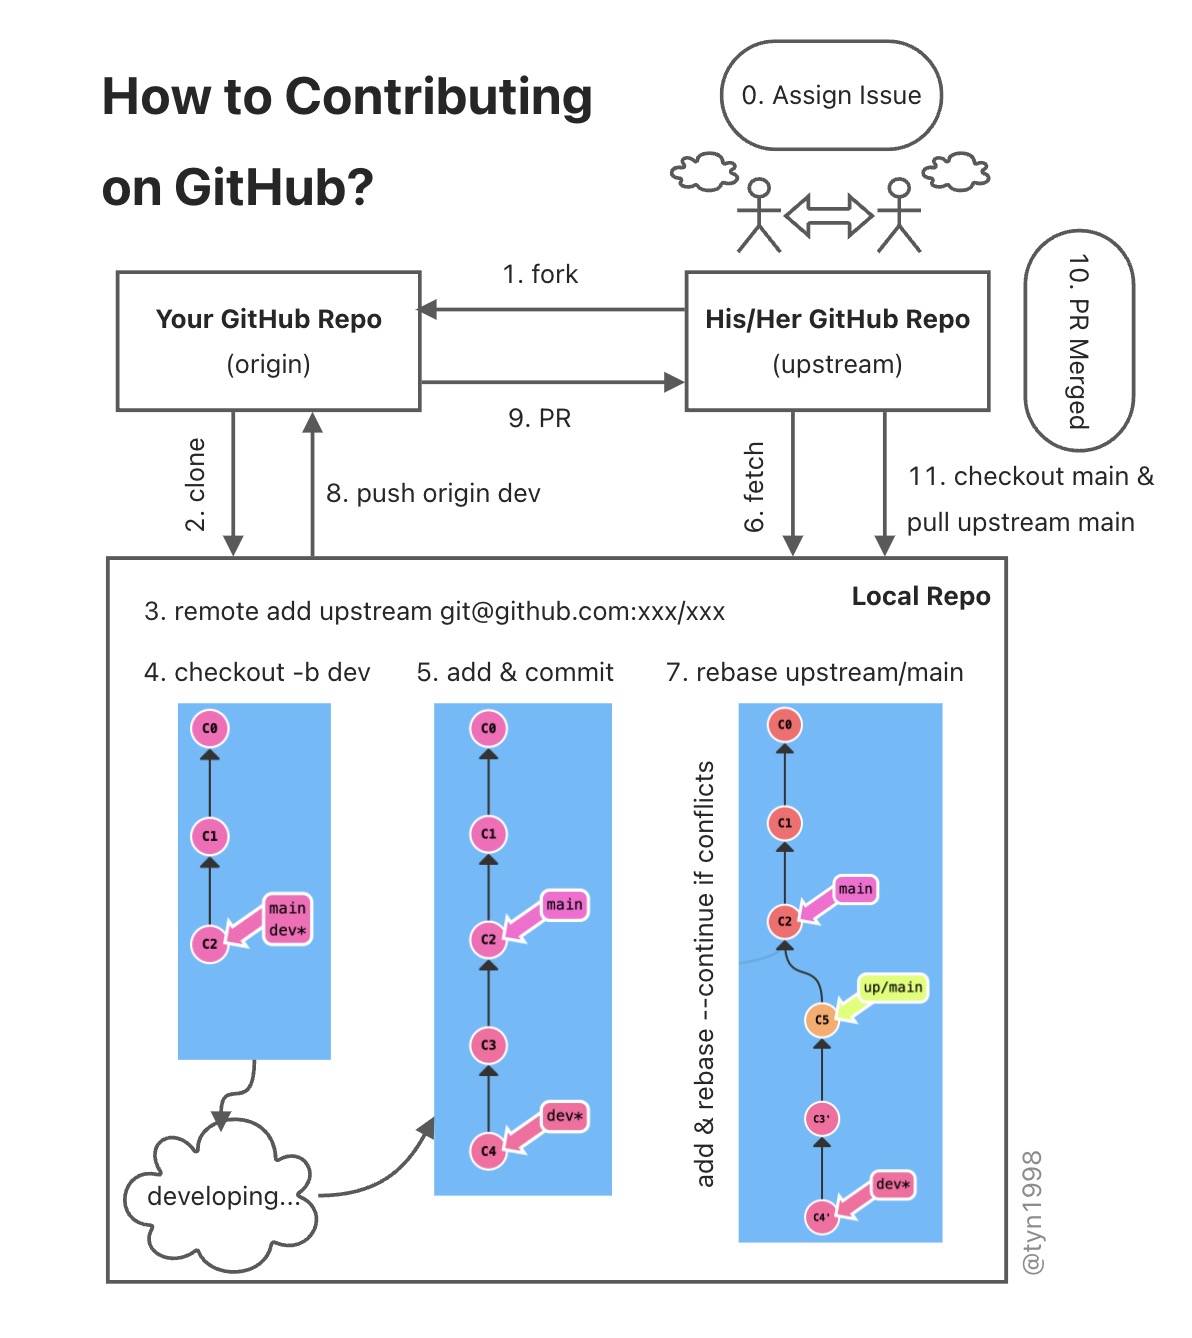 How to Contributing
on GitHub?
0. Assign Issue
1. fork
Your GitHub Repo
(origin)
His/Her GitHub Repo
(upstream)
9. PR
10. PR Merged
2. clone
8. push origin dev
6. fetch
11. checkout main &
pull upstream main
Local Repo
3. remote add upstream git@github.com:xxx/xxx
4. checkout -b dev
5. add & commit
7. rebase upstream/main
C0
C1
main
dev*
C2
developing...
C0
C1
main
C2
C3
dev*
C4
add & rebase --continue if conflicts
C0
C1
main
C2
up/main
C5
C3'
dev*
C4'
@tyn1998